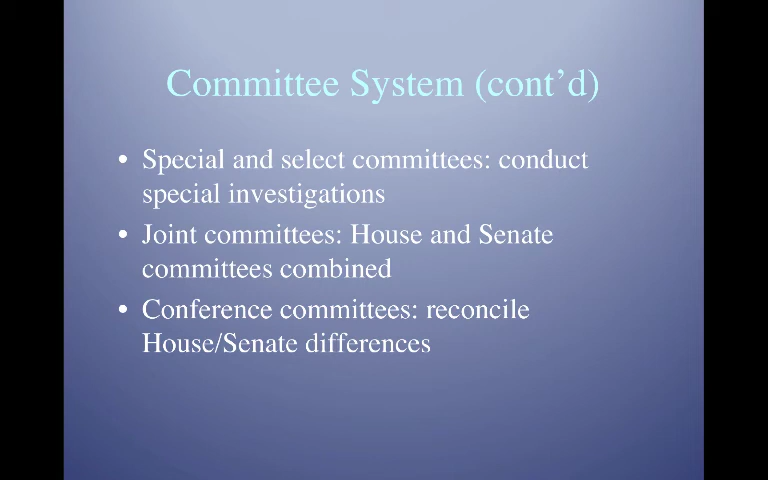 Committee System (cont’d)
• Special and select committees: conduct
special investigations
• Joint committees: House and Senate
committees combined
• Conference committees: reconcile
House/Senate differences